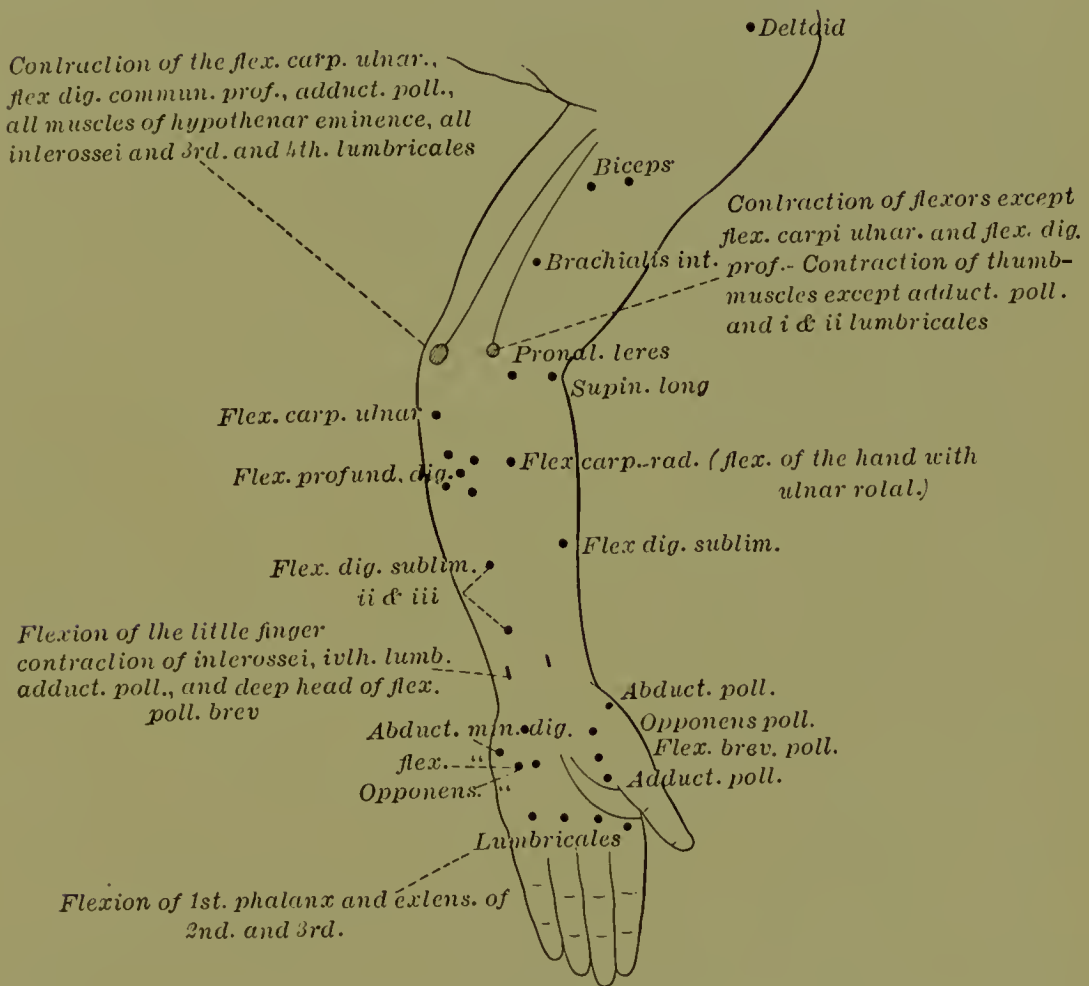 Deltoid
Contraction of the flex. carp. ulnar.,
flex dig. commun. prof., adduct. poll.,
all muscles of hypothenar eminence, all
interossei and 3rd. and 4th. lumbricales
Biceps
Contraction of flexors except
flex. carpi ulnar. and flex. dig.
prof.- Contraction of thumb-
muscles except adduct. poll.
and i & ii lumbricales
Brachialis int.
Pronat. teres
Supin. long
Flex. carp. ulnar
Flex. profund. dig.
Flex carp. rad. (flex. of the hand with
ulnar rotat.)
Flex dig. sublim.
Flex. dig. sublim.
ii & iii
Flexion of the little finger
contraction of interossei, ivth. lumb.
adduct. poll., and deep head of flex.
poll. brev
Abduct. poll.
Opponens poll.
Flex. brev. poll.
Adduct. poll.
Abduct. min. dig.
flex. "
Opponens. "
Lumbricales
Flexion of 1st. phalanx and extens. of
2nd. and 3rd.